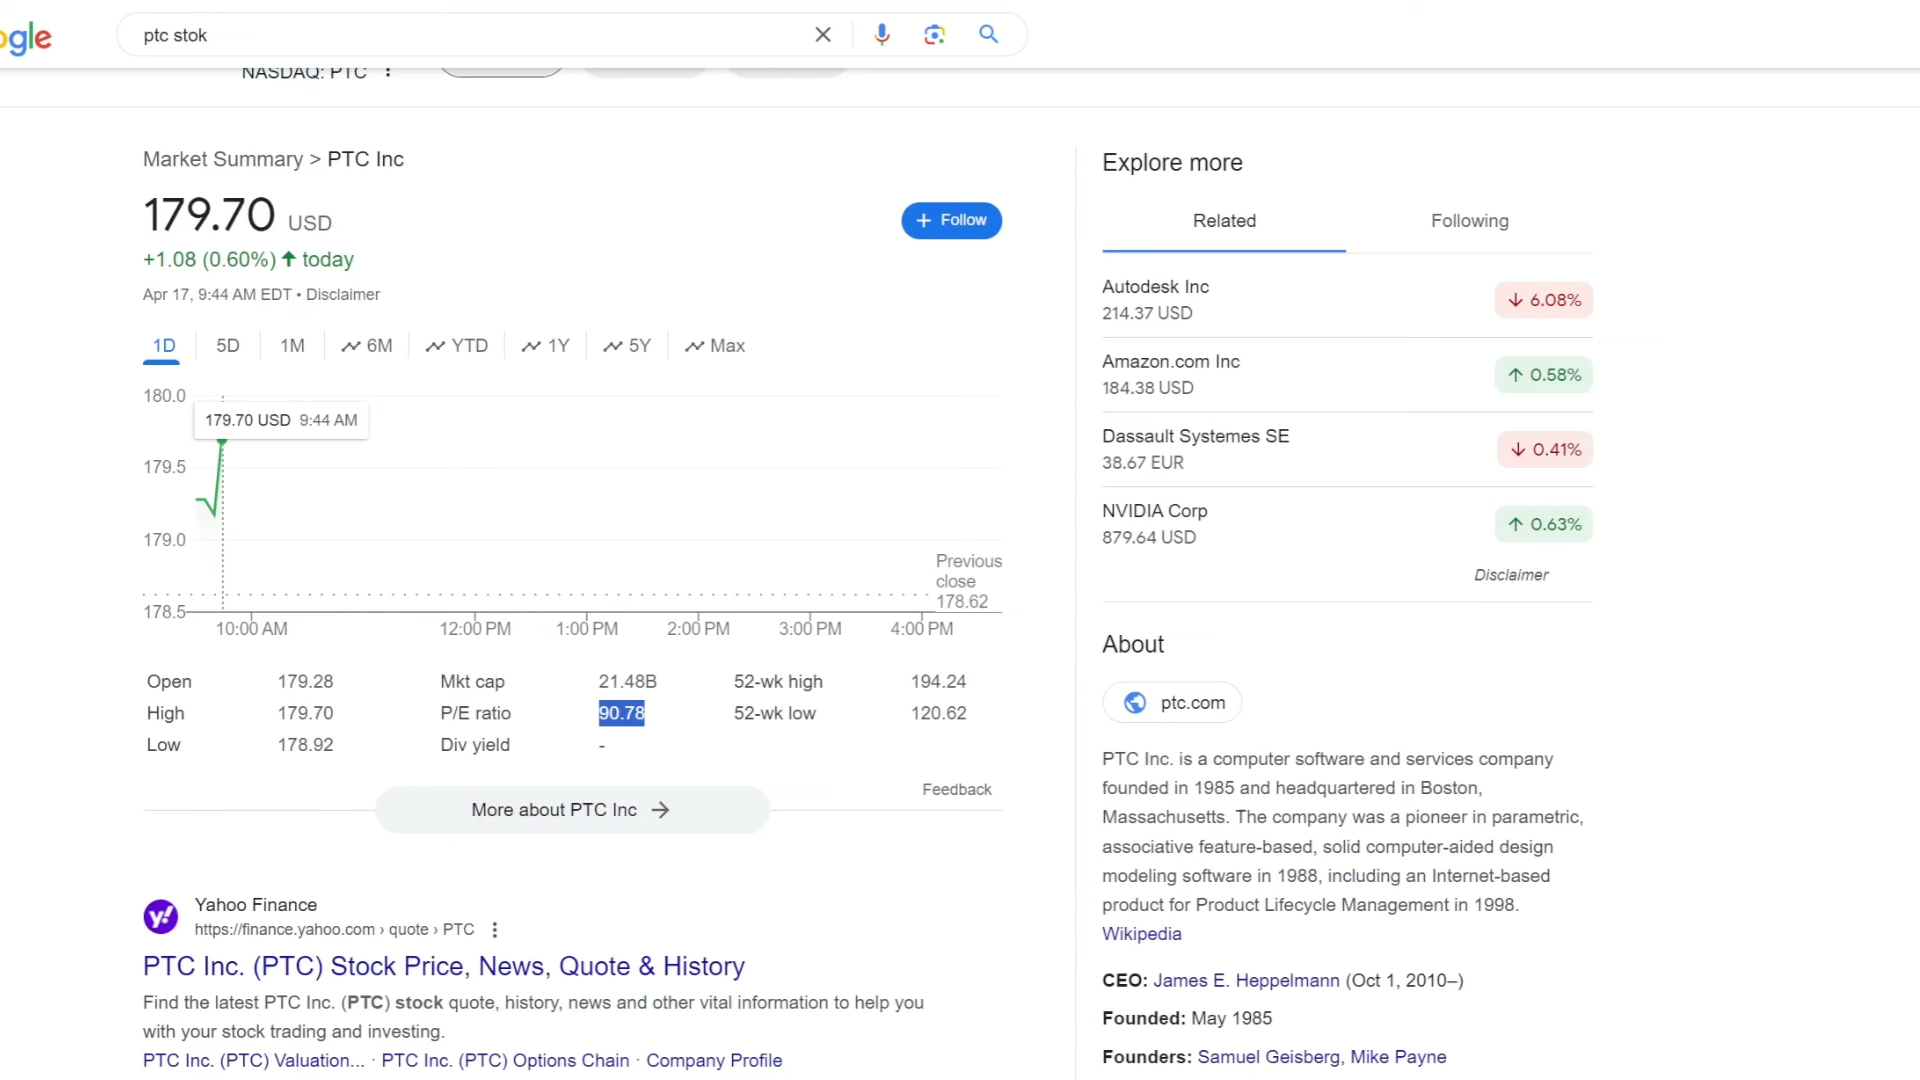 ogle
ptc stok
NASDAQ: PTC
Market Summary > PTC Inc
179.70 USD
+ Follow
+1.08 (0.60%) ↑ today
Apr 17, 9:44 AM EDT • Disclaimer
1D 5D 1M 6M YTD 1Y 5Y Max
180.0
179.70 USD 9:44 AM
179.5
179.0
Previous
close
178.62
178.5
10:00 AM 12:00 PM 1:00 PM 2:00 PM 3:00 PM 4:00 PM
Open 179.28 Mkt cap 21.48B 52-wk high 194.24
High 179.70 P/E ratio 90.78 52-wk low 120.62
Low 178.92 Div yield -
Feedback
More about PTC Inc →
Yahoo Finance
https://finance.yahoo.com › quote › PTC
PTC Inc. (PTC) Stock Price, News, Quote & History
Find the latest PTC Inc. (PTC) stock quote, history, news and other vital information to help you
with your stock trading and investing.
PTC Inc. (PTC) Valuation... · PTC Inc. (PTC) Options Chain · Company Profile
Explore more
Related Following
Autodesk Inc
214.37 USD
↓ 6.08%
Amazon.com Inc
184.38 USD
↑ 0.58%
Dassault Systemes SE
38.67 EUR
↓ 0.41%
NVIDIA Corp
879.64 USD
↑ 0.63%
Disclaimer
About
ptc.com
PTC Inc. is a computer software and services company
founded in 1985 and headquartered in Boston,
Massachusetts. The company was a pioneer in parametric,
associative feature-based, solid computer-aided design
modeling software in 1988, including an Internet-based
product for Product Lifecycle Management in 1998.
Wikipedia
CEO: James E. Heppelmann (Oct 1, 2010–)
Founded: May 1985
Founders: Samuel Geisberg, Mike Payne